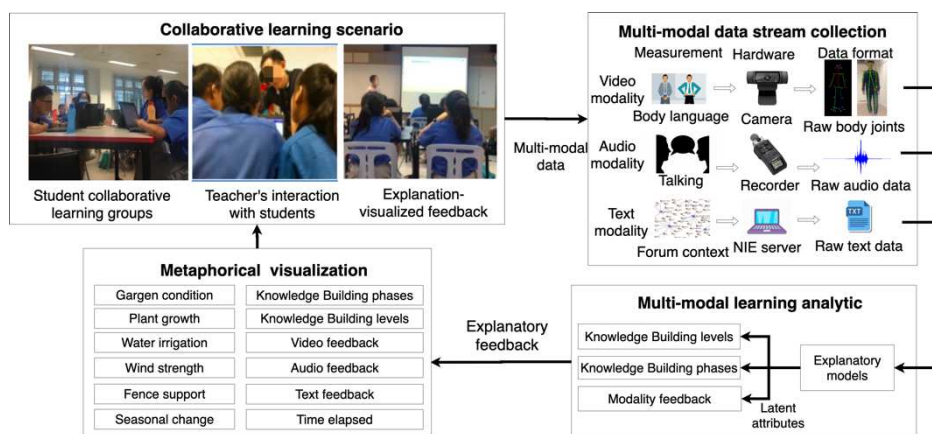 Collaborative learning scenario
Student collaborative
learning groups
Teacher's interaction
with students
Explanation-
visualized feedback
Multi-modal
data
Multi-modal data stream collection
Measurement
Hardware
Data format
Video
modality
Body language
Camera
Raw body joints
Audio
modality
Talking
Recorder
Raw audio data
Text
modality
Forum context
NIE server
TXT
Raw text data
Metaphorical visualization
Gargen condition
Knowledge Building phases
Plant growth
Knowledge Building levels
Water irrigation
Video feedback
Wind strength
Audio feedback
Fence support
Text feedback
Seasonal change
Time elapsed
Explanatory
feedback
Multi-modal learning analytic
Knowledge Building levels
Knowledge Building phases
Modality feedback
Explanatory
models
Latent
attributes